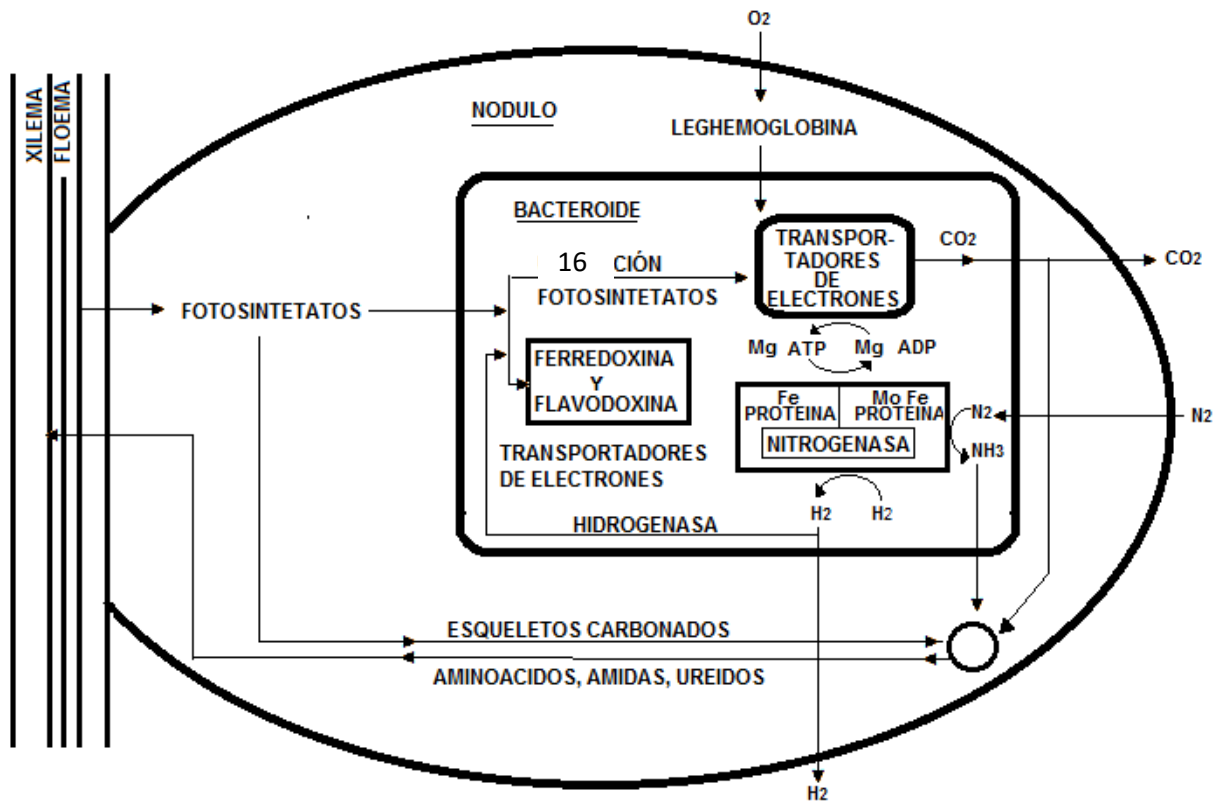 O2
NODULO
LEGHEMOGLOBINA
XILEMA
FLOEMA
BACTEROIDE
TRANSPOR-
TADORES
DE
ELECTRONES
CO2
CO2
16 CIÓN
FOTOSINTETATOS
FOTOSINTETATOS
Mg ATP Mg ADP
FERREDOXINA
Y
FLAVODOXINA
Fe
PROTEINA
Mo Fe
PROTEINA
NITROGENASA
N2
N2
NH3
TRANSPORTADORES
DE ELECTRONES
H2 H2
HIDROGENASA
ESQUELETOS CARBONADOS
AMINOACIDOS, AMIDAS, UREIDOS
H2